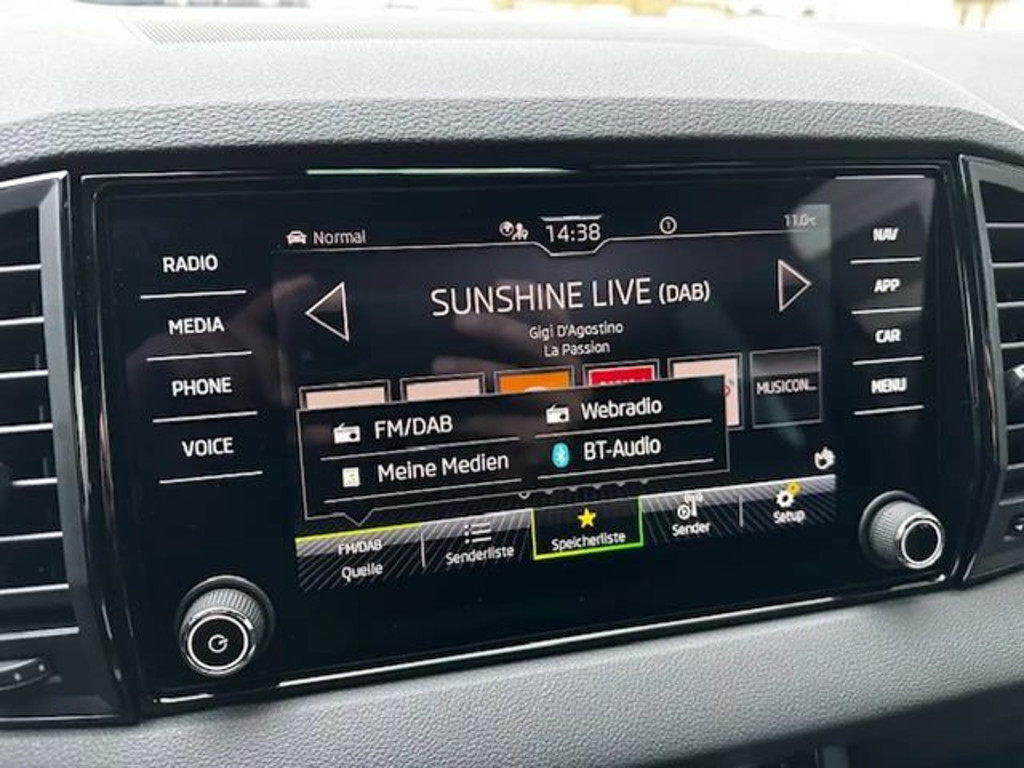 Normal
14:38
1
11.0°C
RADIO
MEDIA
PHONE
VOICE
NAV
APP
CAR
MENU
SUNSHINE LIVE (DAB)
Gigi D'Agostino
La Passion
MUSICON...
FM/DAB
Webradio
Meine Medien
BT-Audio
FM/DAB
Quelle
Senderliste
Speicherliste
Sender
Setup